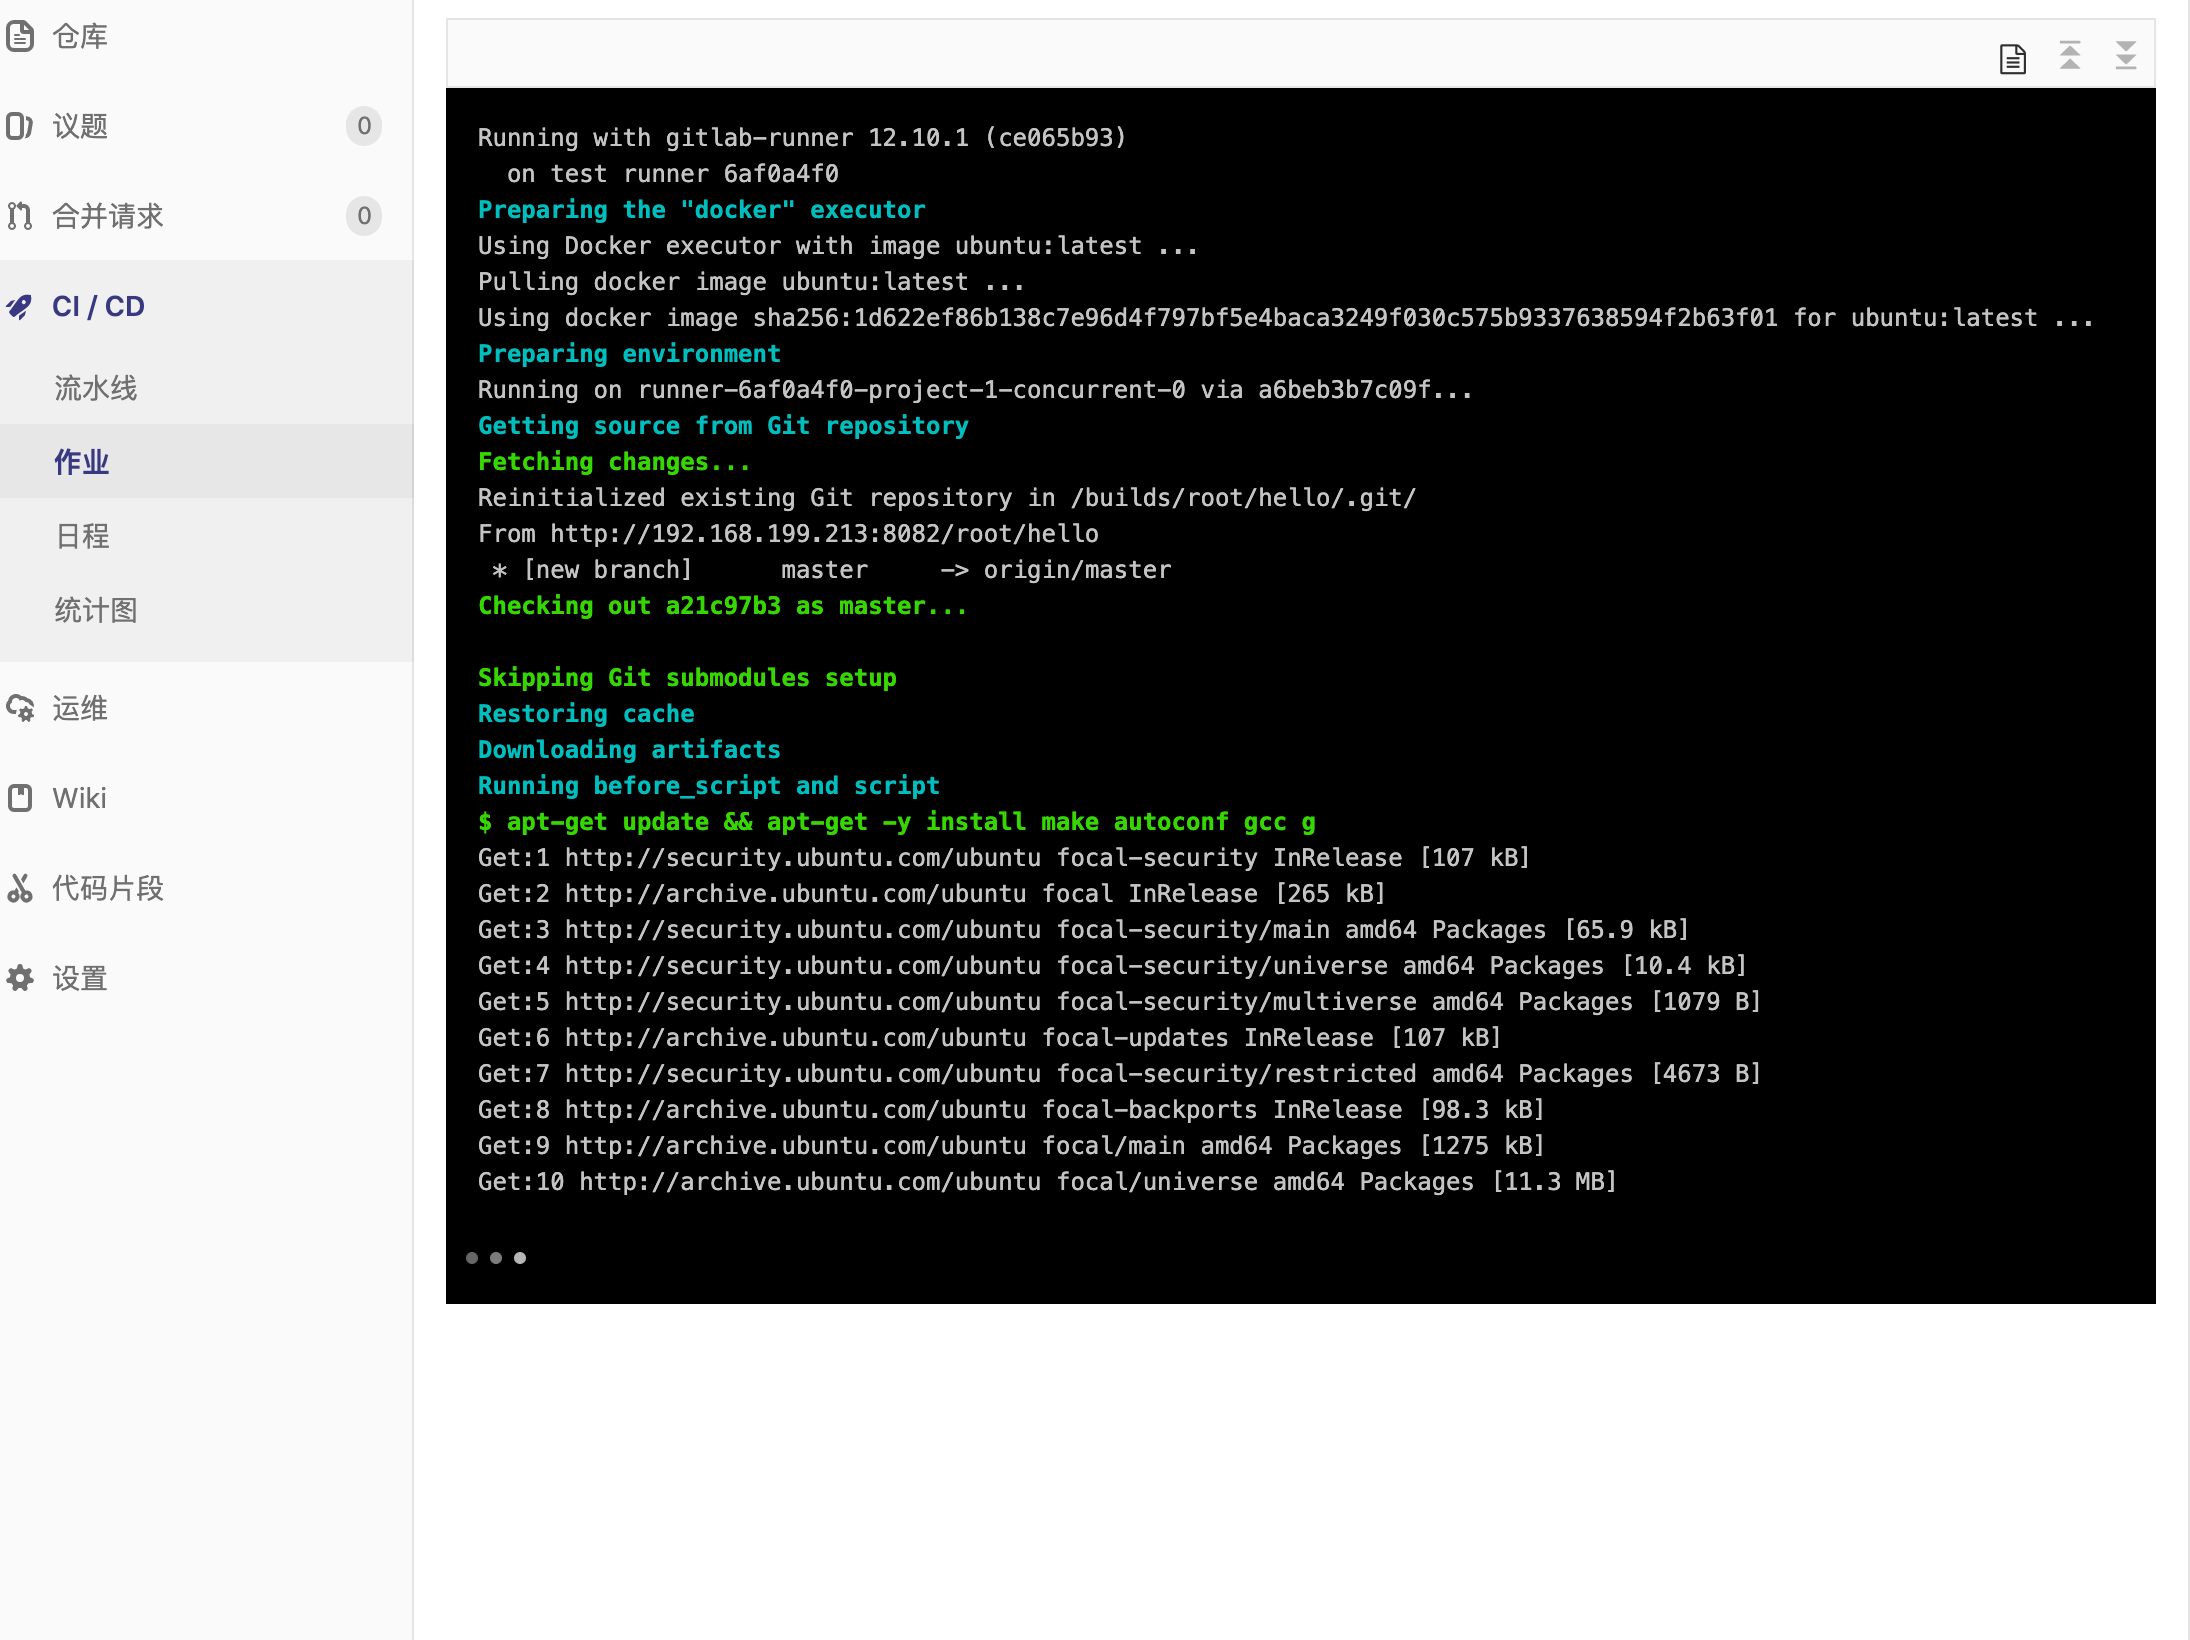 仓库
议题 0
合并请求 0
CI / CD
流水线
作业
日程
统计图
运维
Wiki
代码片段
设置
Running with gitlab-runner 12.10.1 (ce065b93)
  on test runner 6af0a4f0
Preparing the "docker" executor
Using Docker executor with image ubuntu:latest ...
Pulling docker image ubuntu:latest ...
Using docker image sha256:1d622ef86b138c7e96d4f797bf5e4baca3249f030c575b9337638594f2b63f01 for ubuntu:latest ...
Preparing environment
Running on runner-6af0a4f0-project-1-concurrent-0 via a6beb3b7c09f...
Getting source from Git repository
Fetching changes...
Reinitialized existing Git repository in /builds/root/hello/.git/
From http://192.168.199.213:8082/root/hello
 * [new branch]      master     -> origin/master
Checking out a21c97b3 as master...
Skipping Git submodules setup
Restoring cache
Downloading artifacts
Running before_script and script
$ apt-get update && apt-get -y install make autoconf gcc g
Get:1 http://security.ubuntu.com/ubuntu focal-security InRelease [107 kB]
Get:2 http://archive.ubuntu.com/ubuntu focal InRelease [265 kB]
Get:3 http://security.ubuntu.com/ubuntu focal-security/main amd64 Packages [65.9 kB]
Get:4 http://security.ubuntu.com/ubuntu focal-security/universe amd64 Packages [10.4 kB]
Get:5 http://security.ubuntu.com/ubuntu focal-security/multiverse amd64 Packages [1079 B]
Get:6 http://archive.ubuntu.com/ubuntu focal-updates InRelease [107 kB]
Get:7 http://security.ubuntu.com/ubuntu focal-security/restricted amd64 Packages [4673 B]
Get:8 http://archive.ubuntu.com/ubuntu focal-backports InRelease [98.3 kB]
Get:9 http://archive.ubuntu.com/ubuntu focal/main amd64 Packages [1275 kB]
Get:10 http://archive.ubuntu.com/ubuntu focal/universe amd64 Packages [11.3 MB]